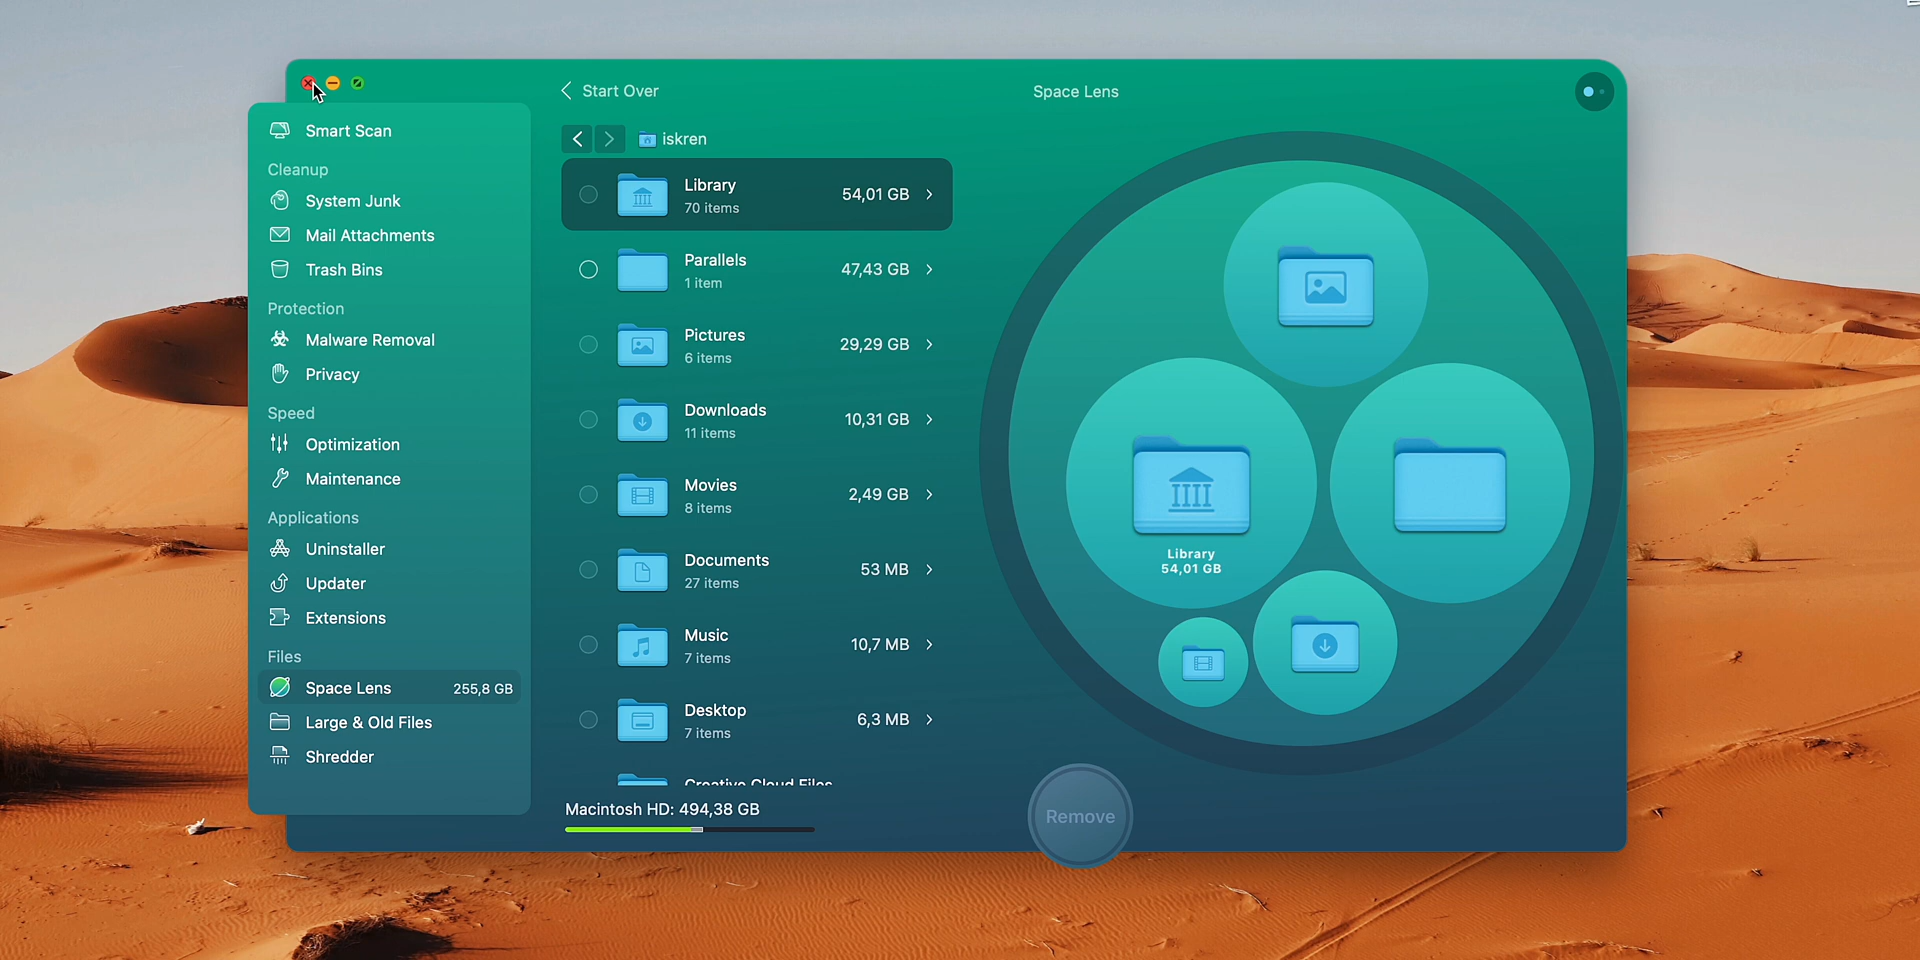 Start Over
Space Lens
Smart Scan
Cleanup
System Junk
Mail Attachments
Trash Bins
Protection
Malware Removal
Privacy
Speed
Optimization
Maintenance
Applications
Uninstaller
Updater
Extensions
Files
Space Lens 255,8 GB
Large & Old Files
Shredder
iskren
Library 54,01 GB
70 items
Parallels 47,43 GB
1 item
Pictures 29,29 GB
6 items
Downloads 10,31 GB
11 items
Movies 2,49 GB
8 items
Documents 53 MB
27 items
Music 10,7 MB
7 items
Desktop 6,3 MB
7 items
Creative Cloud Files
Macintosh HD: 494,38 GB
Library
54,01 GB
Remove